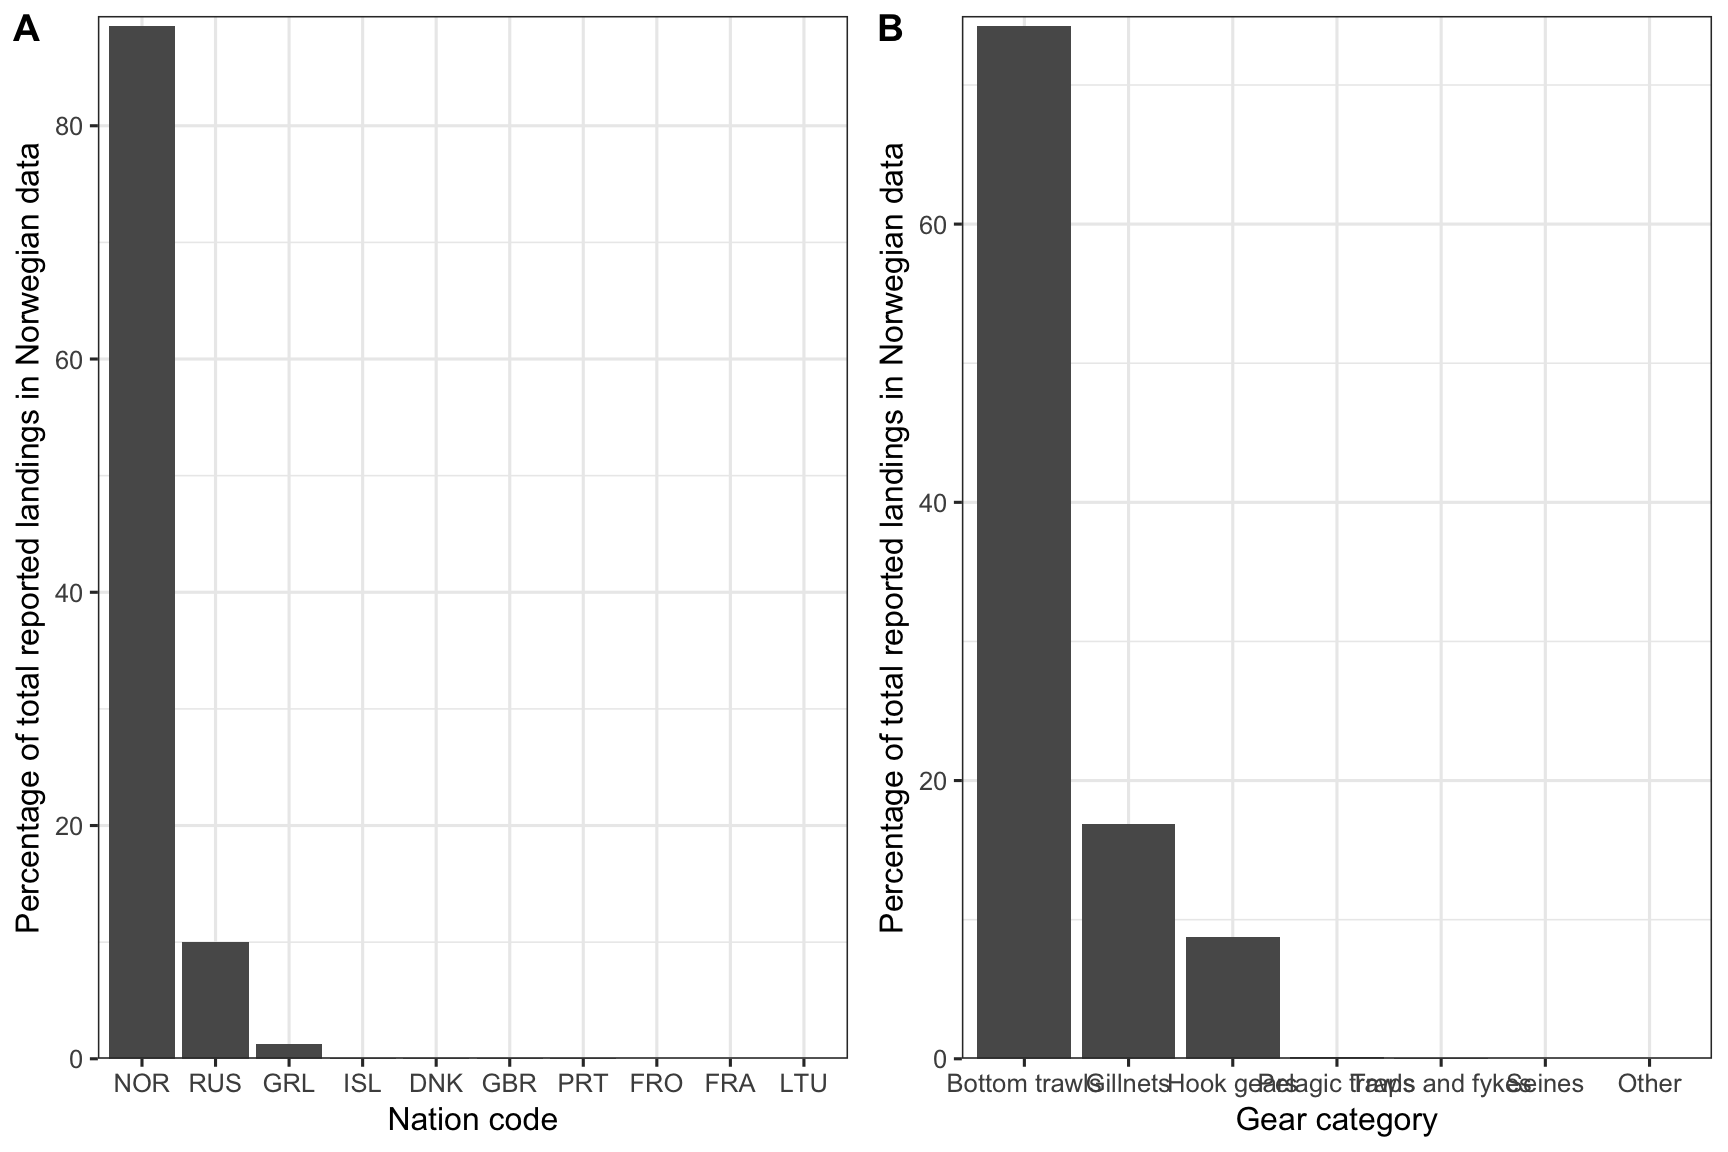 A
Percentage of total reported landings in Norwegian data
80
60
40
20
0
NOR RUS GRL ISL DNK GBR PRT FRO FRA LTU
Nation code
B
Percentage of total reported landings in Norwegian data
60
40
20
0
Bottom trawls Gillnets Hook gears Pelagic trawls Traps and fykes Seines Other
Gear category